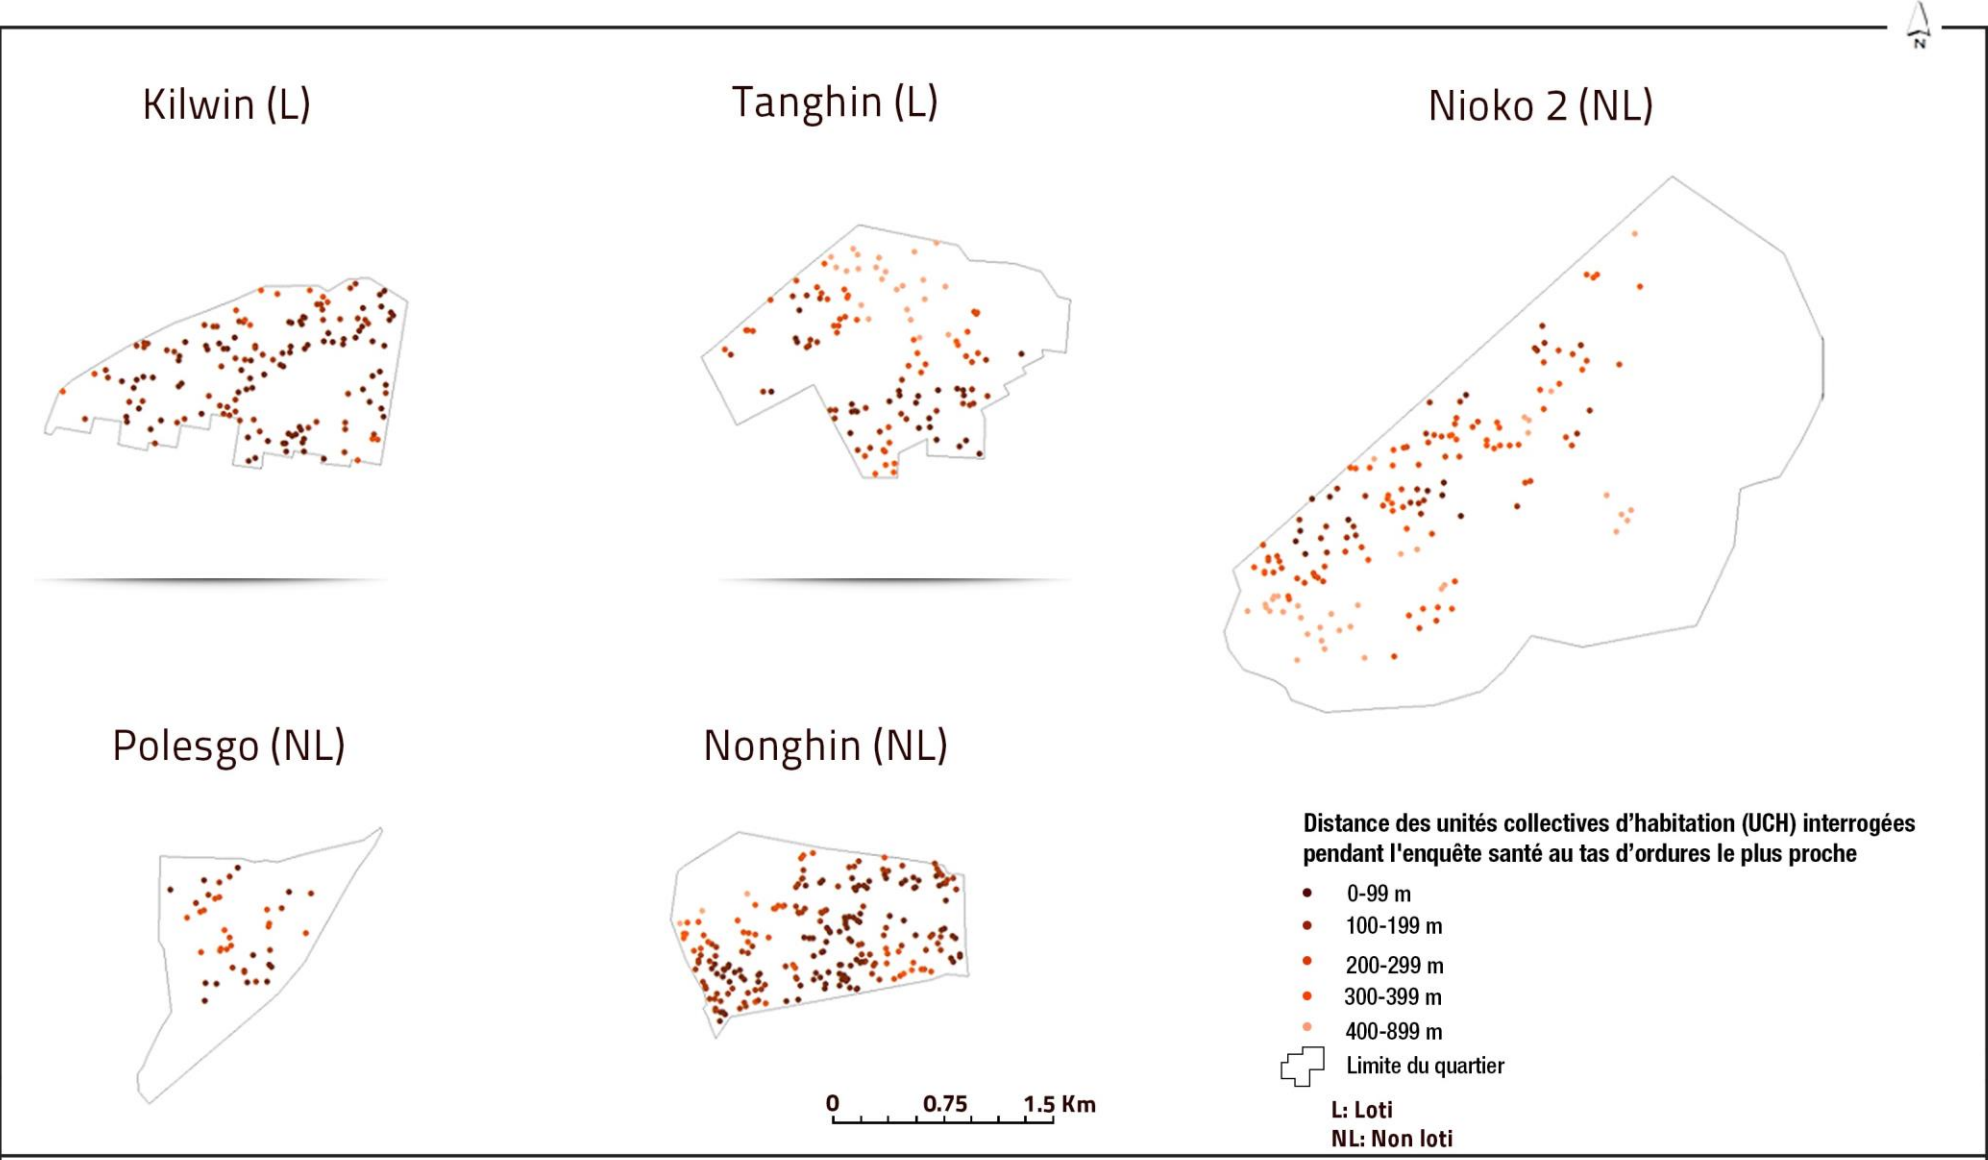 N
Kilwin (L)
Tanghin (L)
Nioko 2 (NL)
Polesgo (NL)
Nonghin (NL)
Distance des unités collectives d’habitation (UCH) interrogées
pendant l'enquête santé au tas d’ordures le plus proche
0-99 m
100-199 m
200-299 m
300-399 m
400-899 m
Limite du quartier
0 0.75 1.5 Km
L: Loti
NL: Non loti